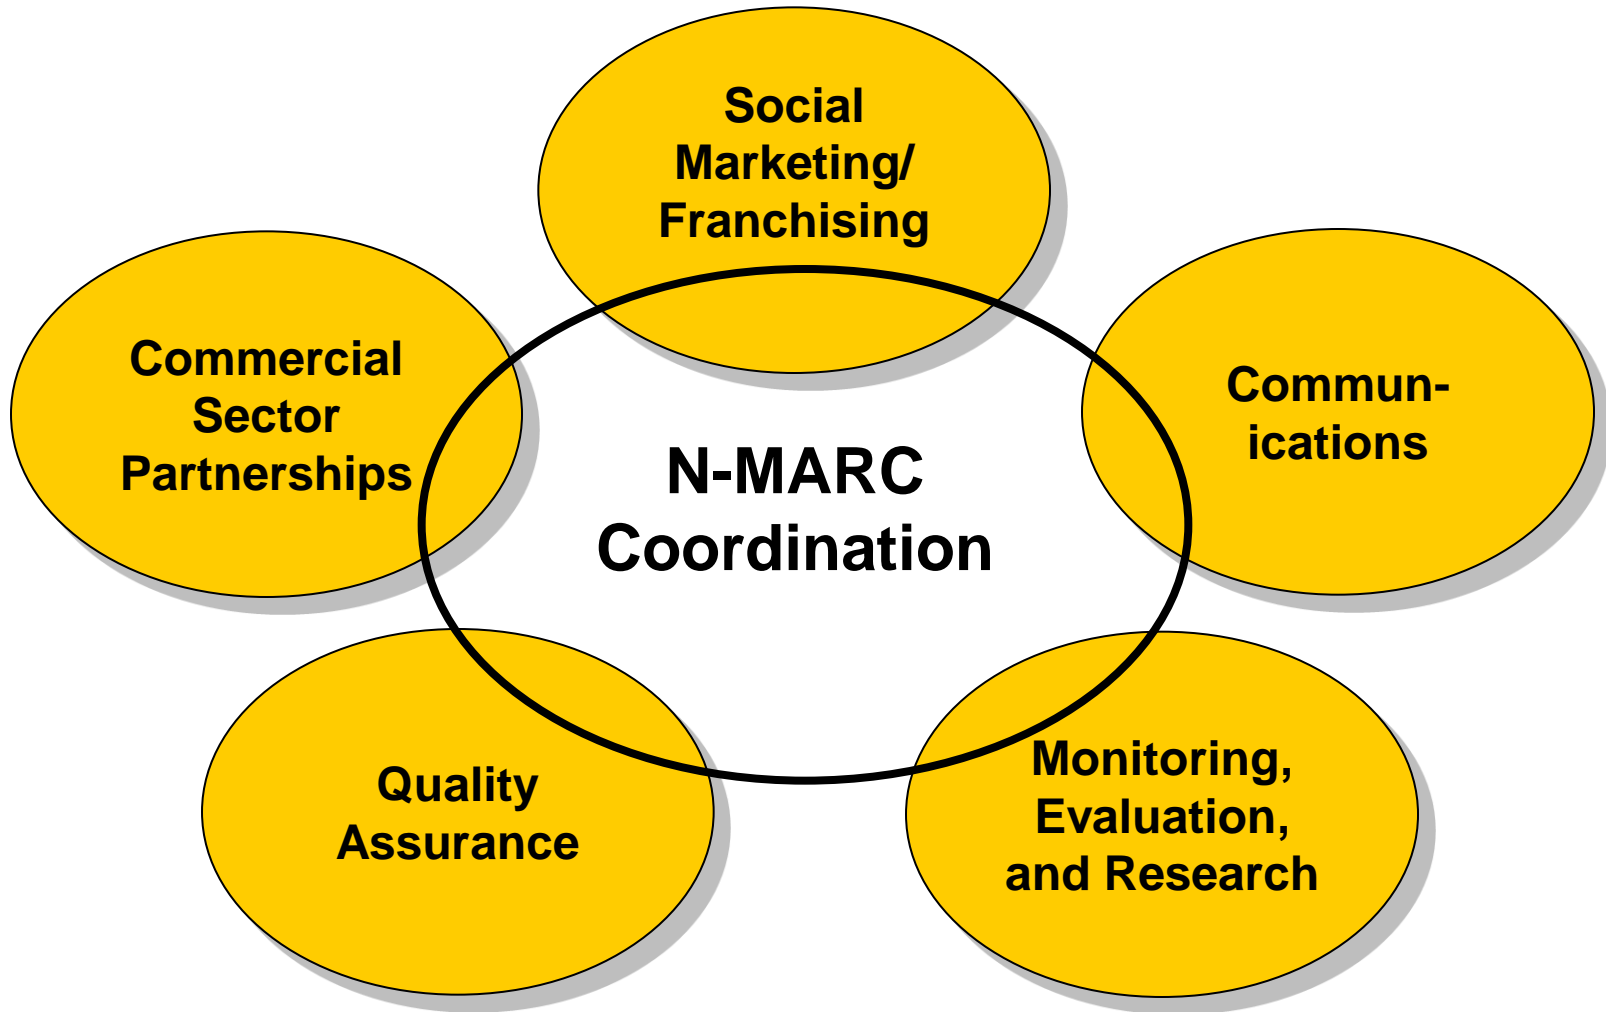 Social
Marketing/
Franchising
Commercial
Sector
Partnerships
Commun-
ications
N-MARC
Coordination
Quality
Assurance
Monitoring,
Evaluation,
and Research